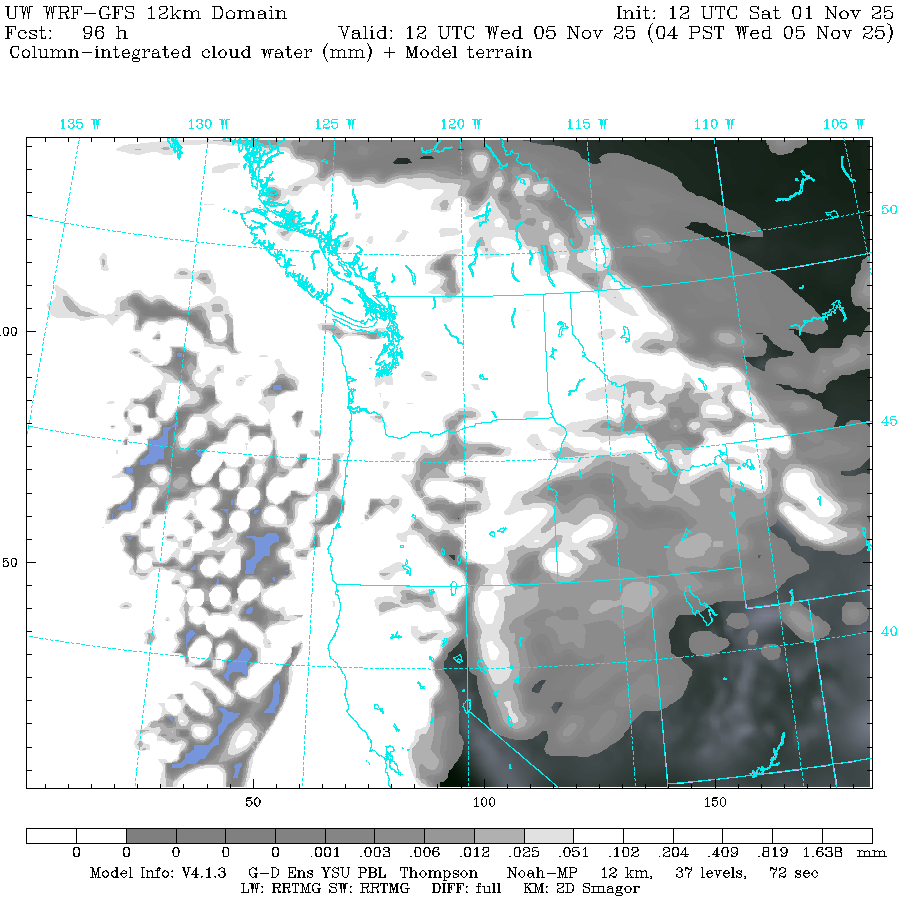 UW WRF-GFS 12km Domain Init: 12 UTC Sat 01 Nov 25
Fcst: 96 h Valid: 12 UTC Wed 05 Nov 25 (04 PST Wed 05 Nov 25)
Column-integrated cloud water (mm) + Model terrain
135 W 130 W 125 W 120 W 115 W 110 W 105 W
50
00
45
50
40
50 100 150
0 0 0 0 .001 .003 .006 .012 .025 .051 .102 .204 .409 .819 1.638 mm
Model Info: V4.1.3 G-D Ens YSU PBL Thompson Noah-MP 12 km, 37 levels, 72 sec
LW: RRTMG SW: RRTMG DIFF: full KM: 2D Smagor